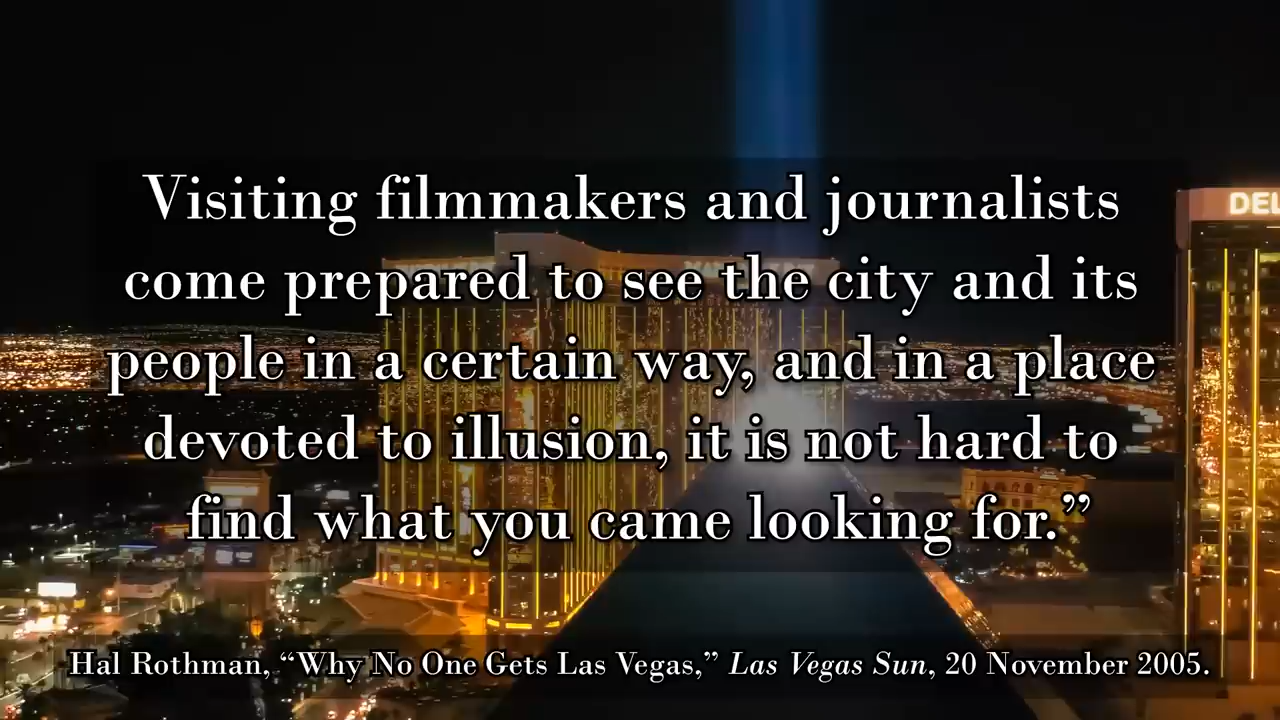 Visiting filmmakers and journalists
come prepared to see the city and its
people in a certain way, and in a place
devoted to illusion, it is not hard to
find what you came looking for.”
DEL
Hal Rothman, “Why No One Gets Las Vegas,” Las Vegas Sun, 20 November 2005.